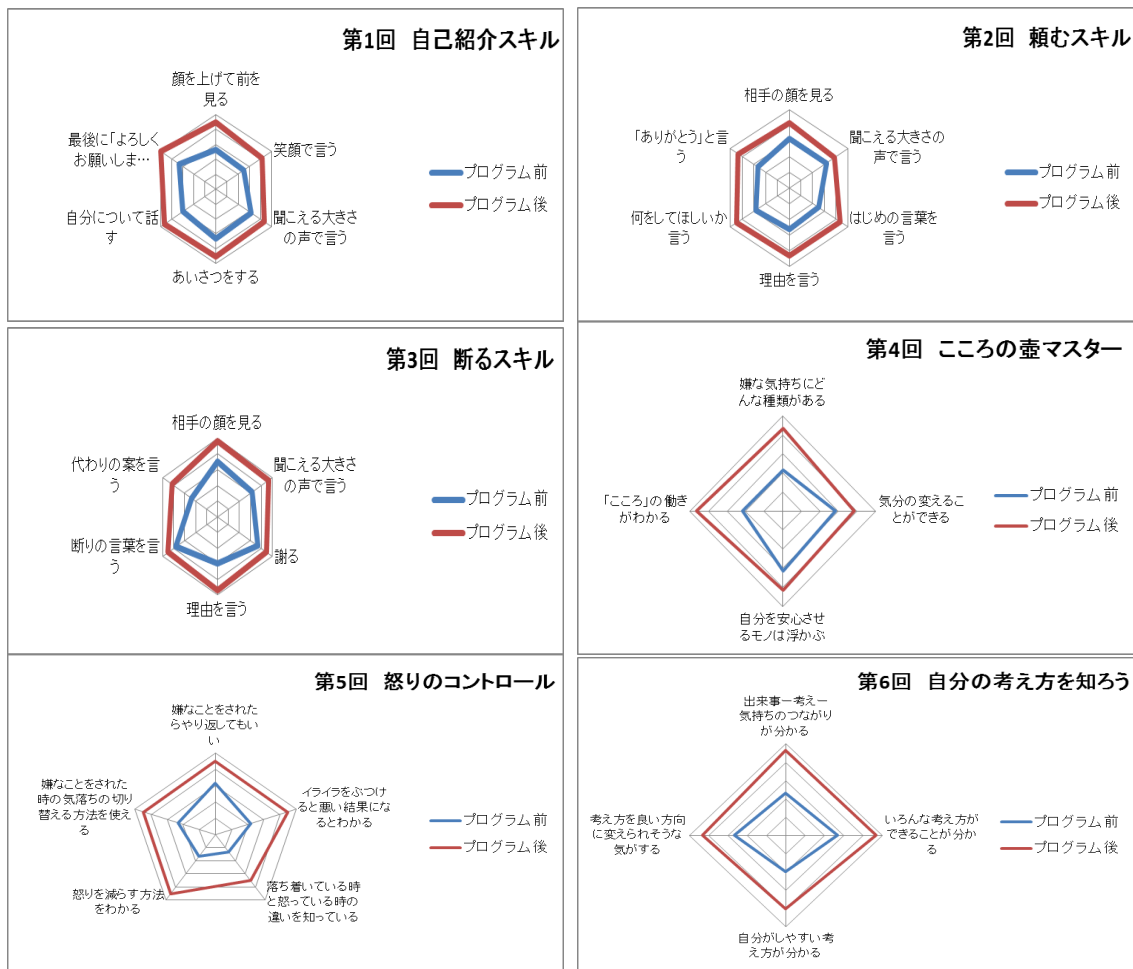 第1回 自己紹介スキル
顔を上げて前を
見る
笑顔で言う
聞こえる大きさ
の声で言う
あいさつをする
自分について話
す
最後に「よろしく
お願いしま…
プログラム前
プログラム後
第2回 頼むスキル
相手の顔を見る
聞こえる大きさの
声で言う
はじめの言葉を
言う
理由を言う
何をしてほしいか
言う
「ありがとう」と言
う
プログラム前
プログラム後
第3回 断るスキル
相手の顔を見る
聞こえる大きさ
の声で言う
謝る
理由を言う
断りの言葉を言
う
代わりの案を言
う
プログラム前
プログラム後
第4回 こころの壺マスター
嫌な気持ちにど
んな種類がある
気分の変えるこ
とができる
自分を安心させ
るモノは浮かぶ
「こころ」の働き
がわかる
プログラム前
プログラム後
第5回 怒りのコントロール
嫌なことをされた
らやり返してもい
い
イライラをぶつけ
ると悪い結果にな
るとわかる
落ち着いている時
と怒っている時の
違いを知っている
怒りを減らす方法
をわかる
嫌なことをされた
時の気落ちの切り
替える方法を使え
る
プログラム前
プログラム後
第6回 自分の考え方を知ろう
出来事ー考えー
気持ちのつながり
が分かる
いろんな考え方が
できることが分か
る
自分がしやすい考
え方が分かる
考え方を良い方向
に変えられそうな
気がする
プログラム前
プログラム後